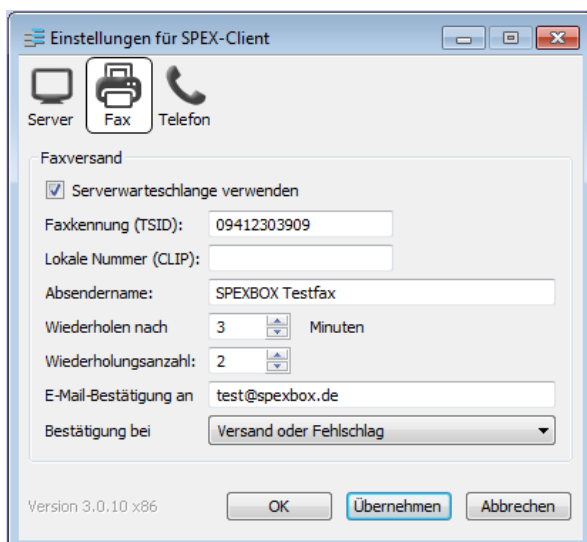 Einstellungen für SPEX-Client
Server Fax Telefon
Faxversand
Serverwarteschlange verwenden
Faxkennung (TSID): 09412303909
Lokale Nummer (CLIP):
Absendername: SPEXBOX Testfax
Wiederholen nach 3 Minuten
Wiederholungsanzahl: 2
E-Mail-Bestätigung an test@spexbox.de
Bestätigung bei Versand oder Fehlschlag
Version 3.0.10 x86 OK Übernehmen Abbrechen